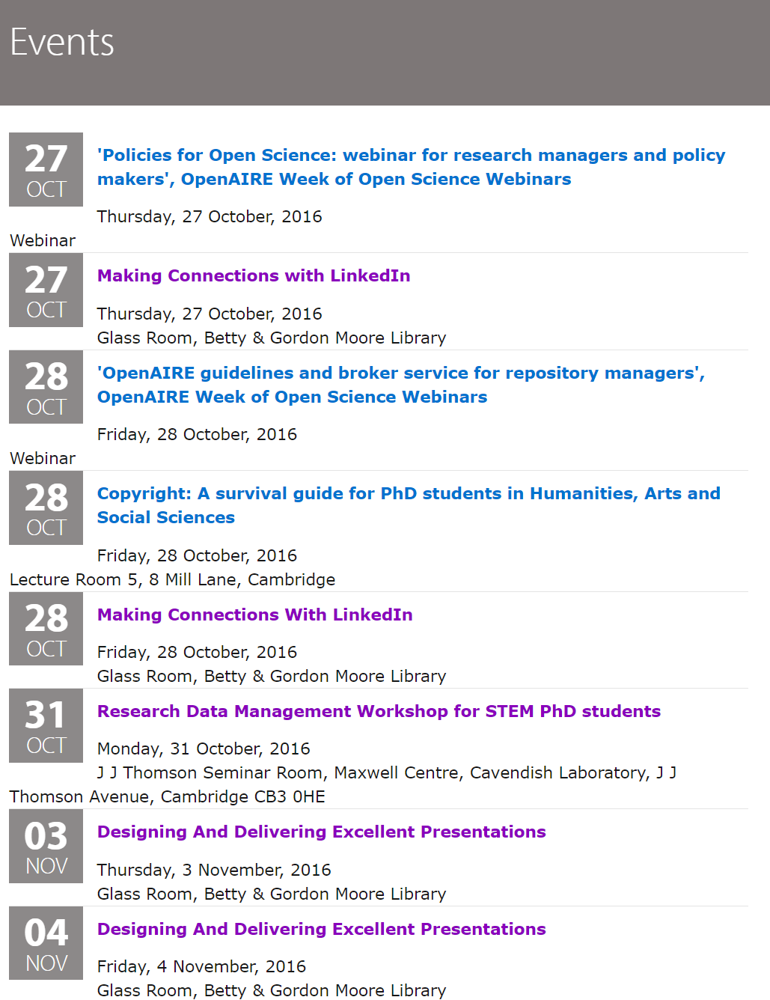 Events
27
OCT
'Policies for Open Science: webinar for research managers and policy
makers', OpenAIRE Week of Open Science Webinars
Thursday, 27 October, 2016
Webinar
27
OCT
Making Connections with LinkedIn
Thursday, 27 October, 2016
Glass Room, Betty & Gordon Moore Library
28
OCT
'OpenAIRE guidelines and broker service for repository managers',
OpenAIRE Week of Open Science Webinars
Friday, 28 October, 2016
Webinar
28
OCT
Copyright: A survival guide for PhD students in Humanities, Arts and
Social Sciences
Friday, 28 October, 2016
Lecture Room 5, 8 Mill Lane, Cambridge
28
OCT
Making Connections With LinkedIn
Friday, 28 October, 2016
Glass Room, Betty & Gordon Moore Library
31
OCT
Research Data Management Workshop for STEM PhD students
Monday, 31 October, 2016
J J Thomson Seminar Room, Maxwell Centre, Cavendish Laboratory, J J
Thomson Avenue, Cambridge CB3 0HE
03
NOV
Designing And Delivering Excellent Presentations
Thursday, 3 November, 2016
Glass Room, Betty & Gordon Moore Library
04
NOV
Designing And Delivering Excellent Presentations
Friday, 4 November, 2016
Glass Room, Betty & Gordon Moore Library